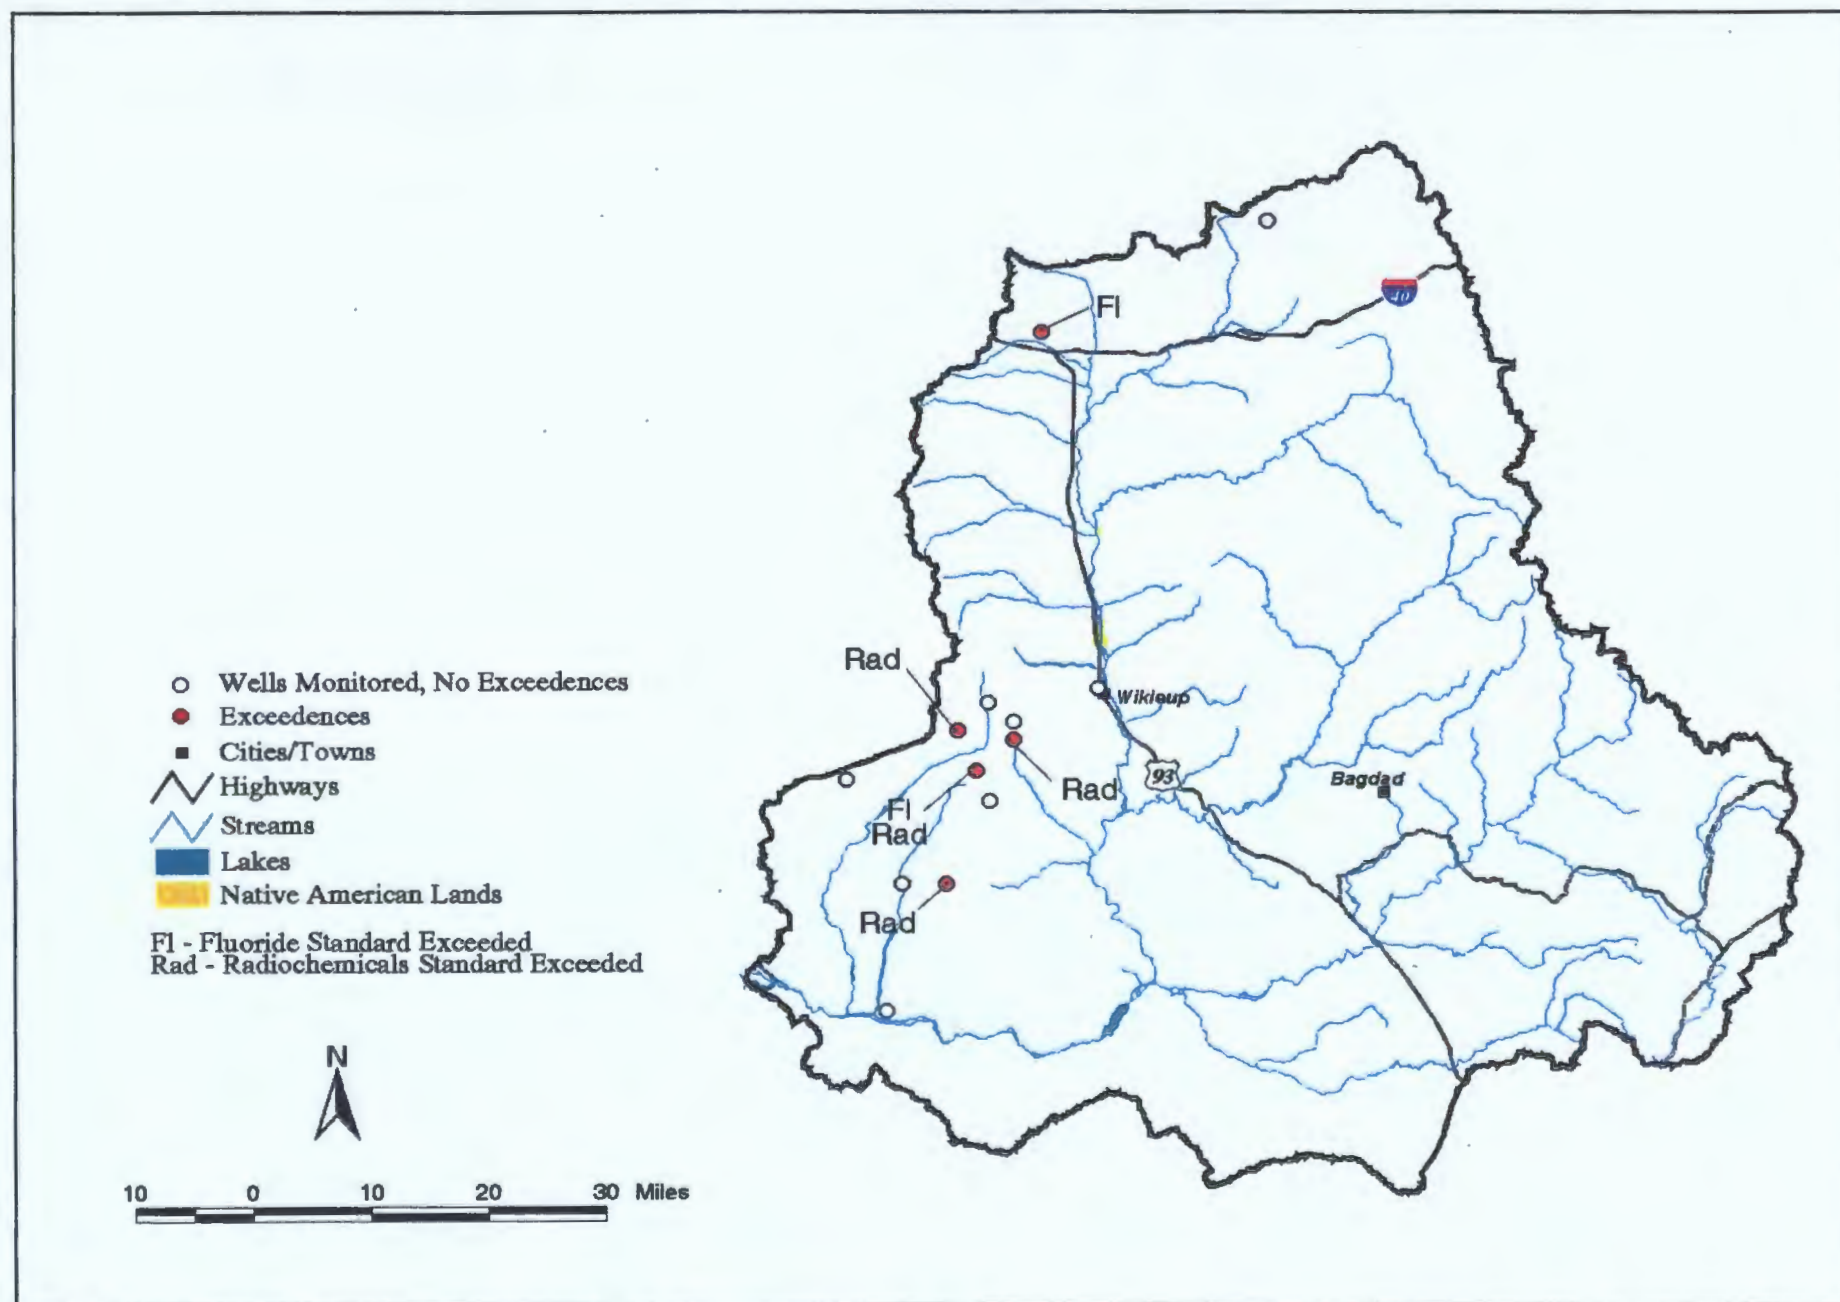 40
Fl
Rad
Wikieup
93
Rad
Bagdad
Fl
Rad
Rad
Wells Monitored, No Exceedences
Exceedences
Cities/Towns
Highways
Streams
Lakes
Native American Lands
Fl - Fluoride Standard Exceeded
Rad - Radiochemicals Standard Exceeded
N
10 0 10 20 30 Miles